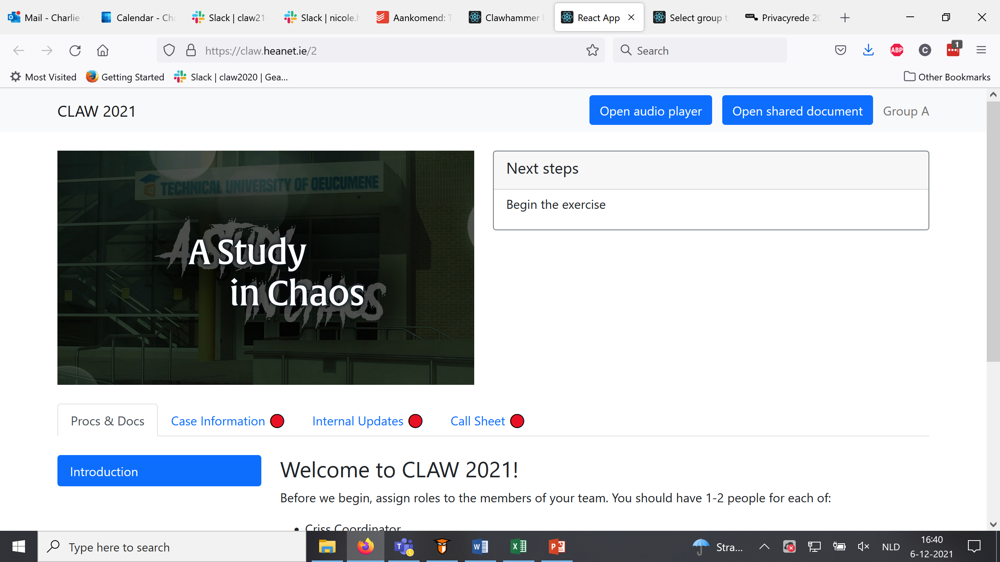 Mail - Charlie
Calendar - Cha
Slack | claw21-
Slack | nicole.h
Aankomend: T
Clawhammer
React App
Select group t
Privacyrede 20
https://claw.heanet.ie/2
Search
ABP
C
1
Most Visited
Getting Started
Slack | claw2020 | Gea...
Other Bookmarks
CLAW 2021
Open audio player
Open shared document
Group A
TECHNICAL UNIVERSITY OF OEUCUMENE
A Study
in Chaos
Next steps
Begin the exercise
Procs & Docs
Case Information
Internal Updates
Call Sheet
Introduction
Welcome to CLAW 2021!
Before we begin, assign roles to the members of your team. You should have 1-2 people for each of:
• Criss Coordinator
Type here to search
Stra...
NLD
16:40
6-12-2021